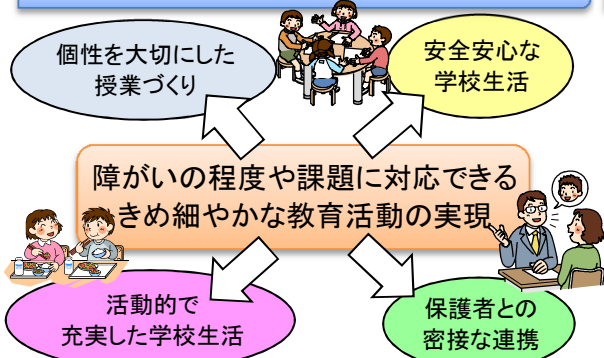 個性を大切にした
授業づくり
安全安心な
学校生活
障がいの程度や課題に対応できる
きめ細やかな教育活動の実現
活動的で
充実した学校生活
保護者との
密接な連携